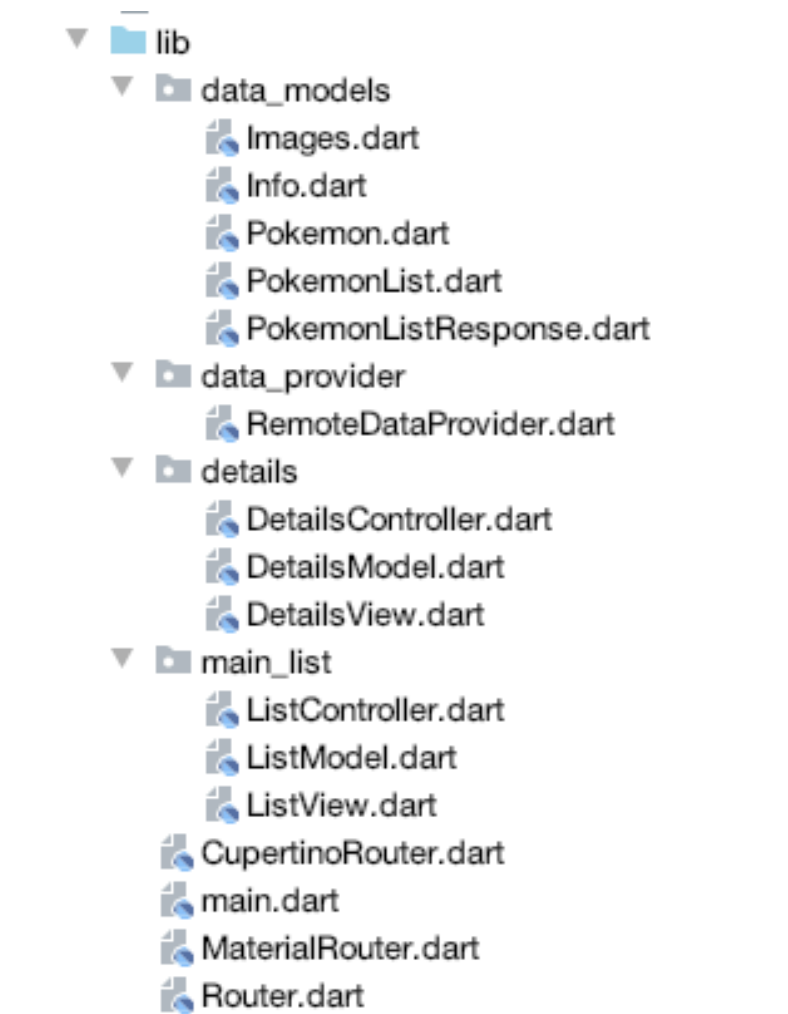 lib
data_models
Images.dart
Info.dart
Pokemon.dart
PokemonList.dart
PokemonListResponse.dart
data_provider
RemoteDataProvider.dart
details
DetailsController.dart
DetailsModel.dart
DetailsView.dart
main_list
ListController.dart
ListModel.dart
ListView.dart
CupertinoRouter.dart
main.dart
MaterialRouter.dart
Router.dart